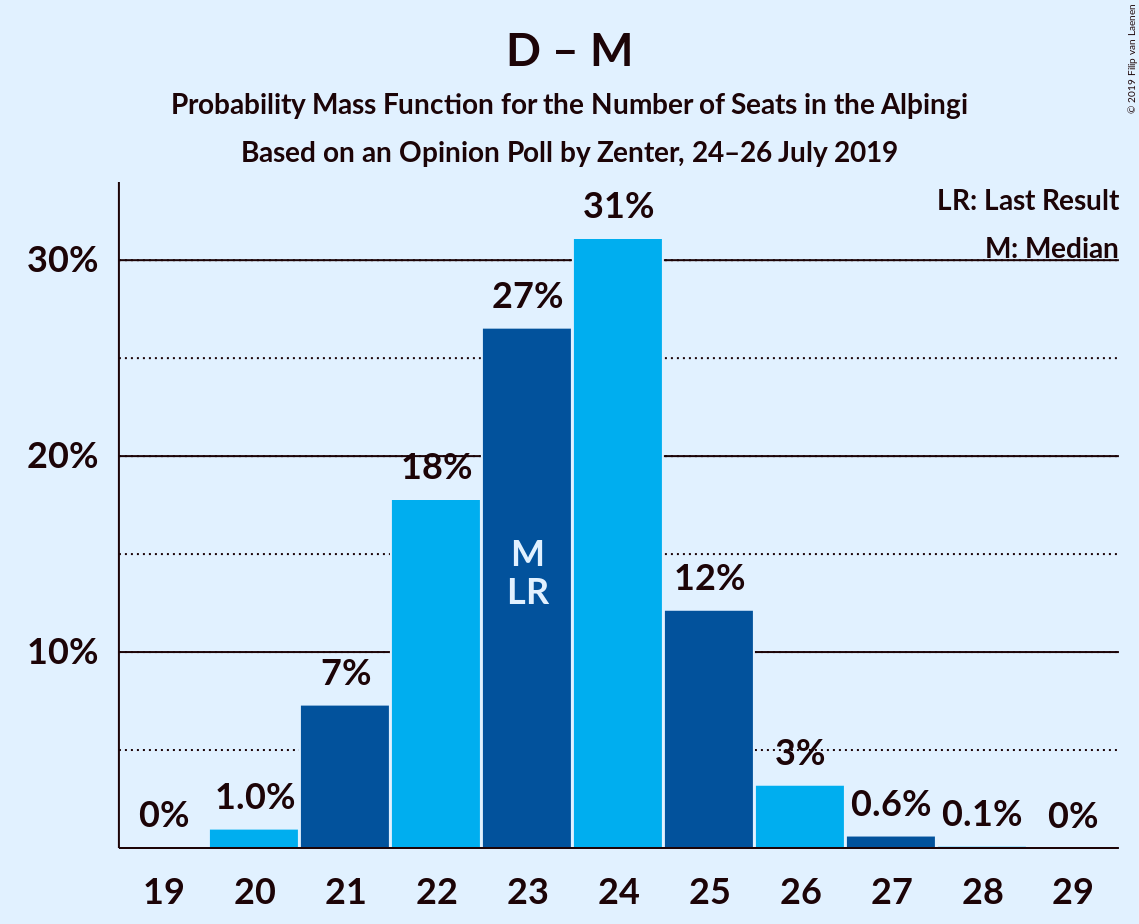 D – M
Probability Mass Function for the Number of Seats in the Alþingi
Based on an Opinion Poll by Zenter, 24–26 July 2019
© 2019 Filip van Laenen
LR: Last Result
M: Median
30%
20%
10%
0%
1.0%
7%
18%
27%
31%
12%
3%
0.6%
0.1%
0%
M
LR
19 20 21 22 23 24 25 26 27 28 29